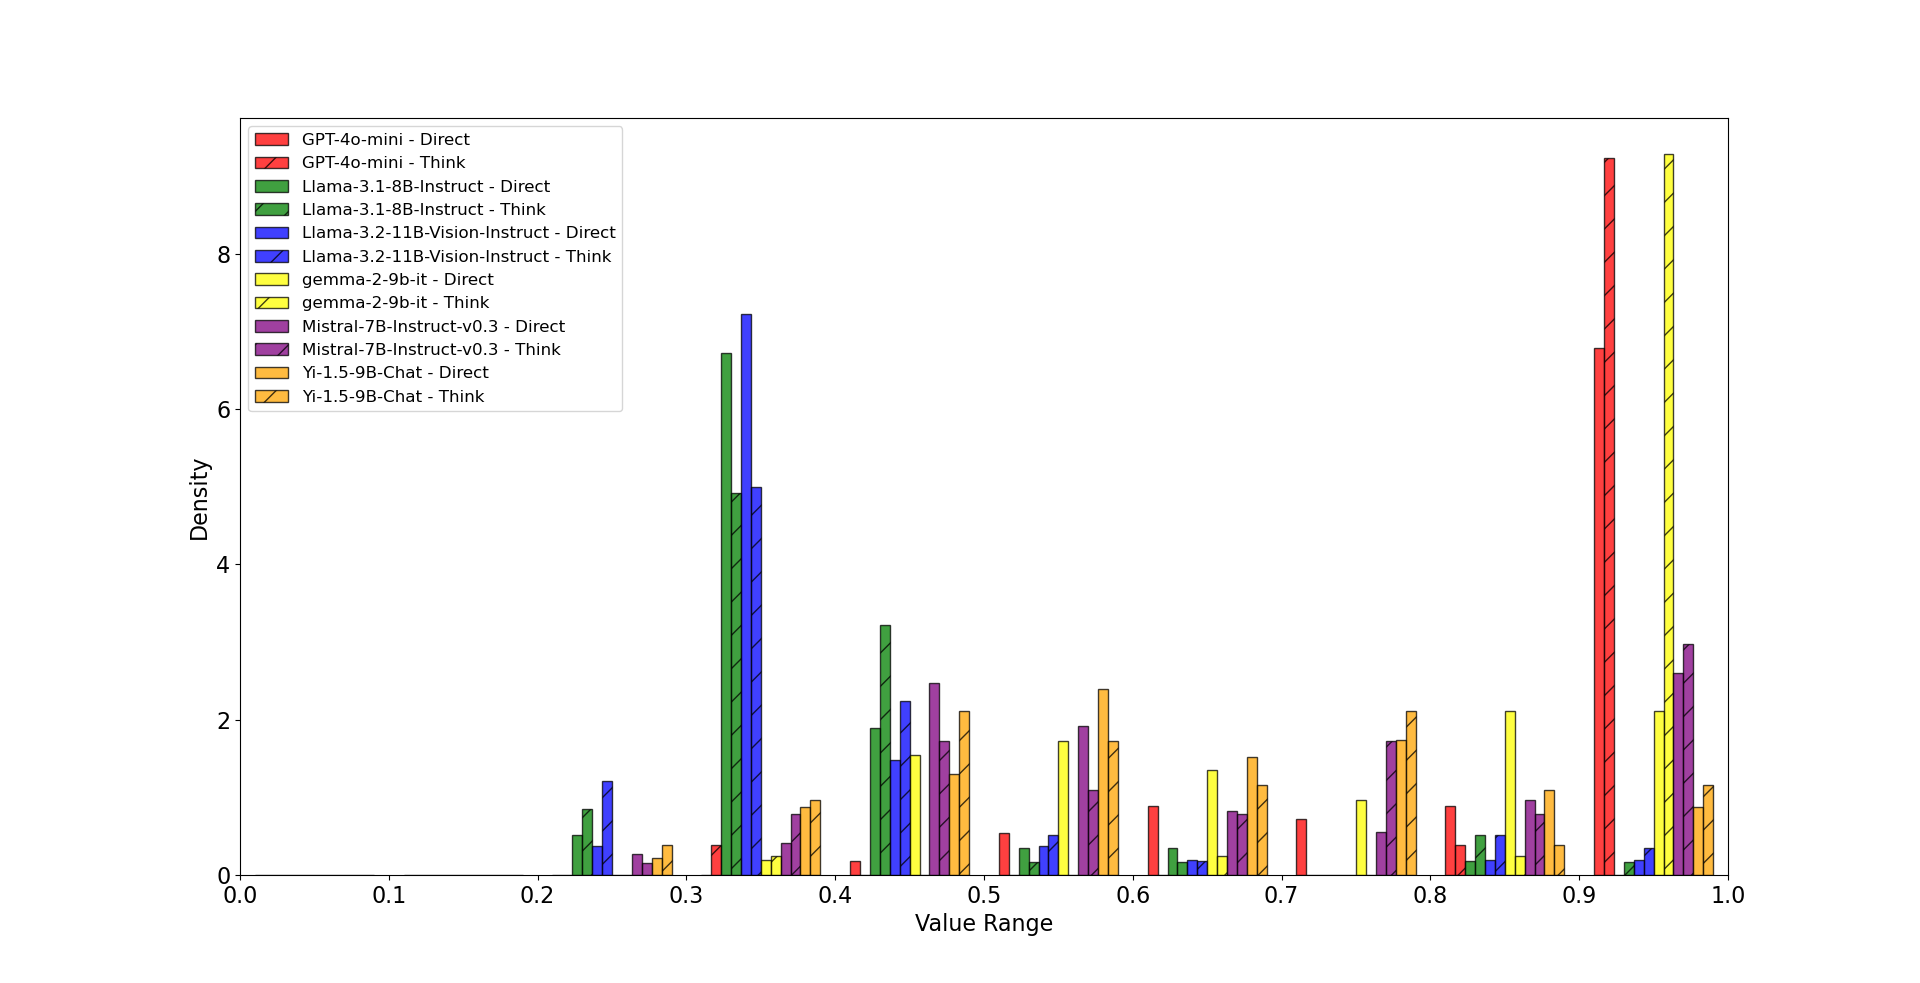 GPT-4o-mini - Direct
GPT-4o-mini - Think
Llama-3.1-8B-Instruct - Direct
Llama-3.1-8B-Instruct - Think
Llama-3.2-11B-Vision-Instruct - Direct
Llama-3.2-11B-Vision-Instruct - Think
gemma-2-9b-it - Direct
gemma-2-9b-it - Think
Mistral-7B-Instruct-v0.3 - Direct
Mistral-7B-Instruct-v0.3 - Think
Yi-1.5-9B-Chat - Direct
Yi-1.5-9B-Chat - Think
8
6
4
2
0
Density
0.0 0.1 0.2 0.3 0.4 0.5 0.6 0.7 0.8 0.9 1.0
Value Range